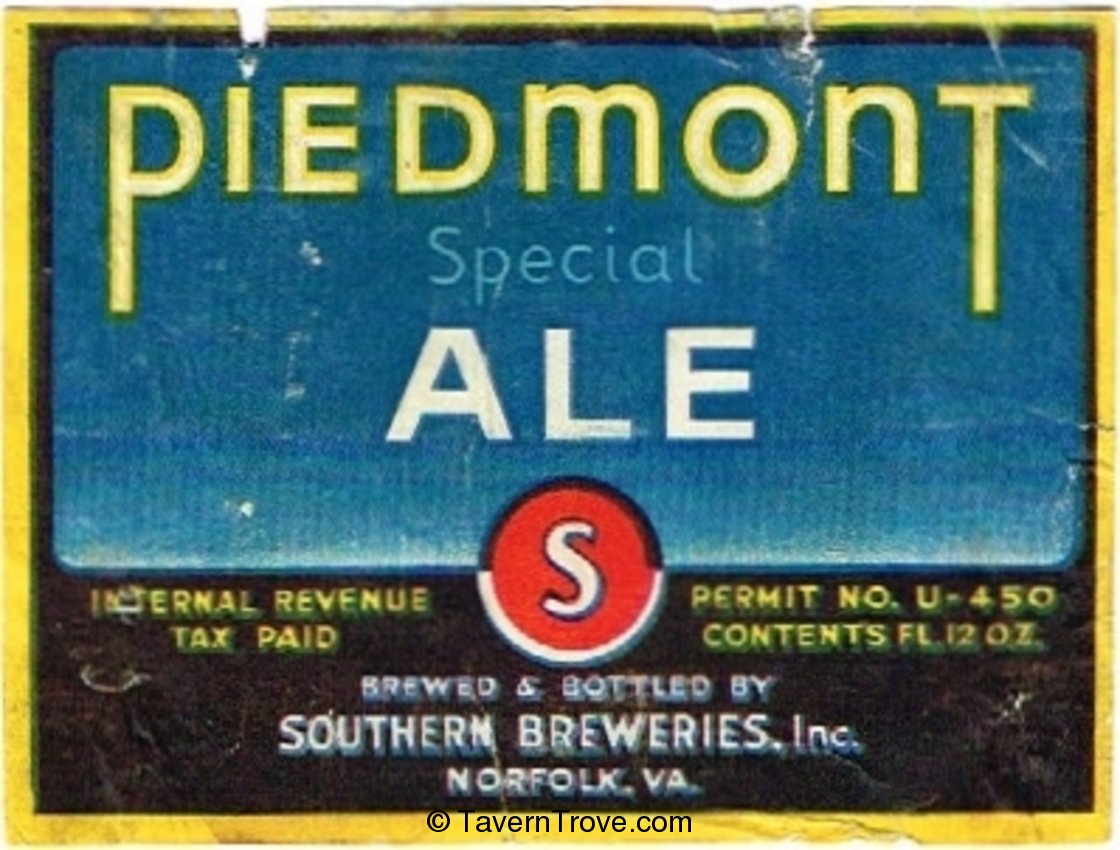 PIEDMONT
Special
ALE
S
INTERNAL REVENUE
TAX PAID
PERMIT NO. U-450
CONTENTS FL. 12 OZ.
BREWED & BOTTLED BY
SOUTHERN BREWERIES, Inc.
NORFOLK, VA.
© TavernTrove.com